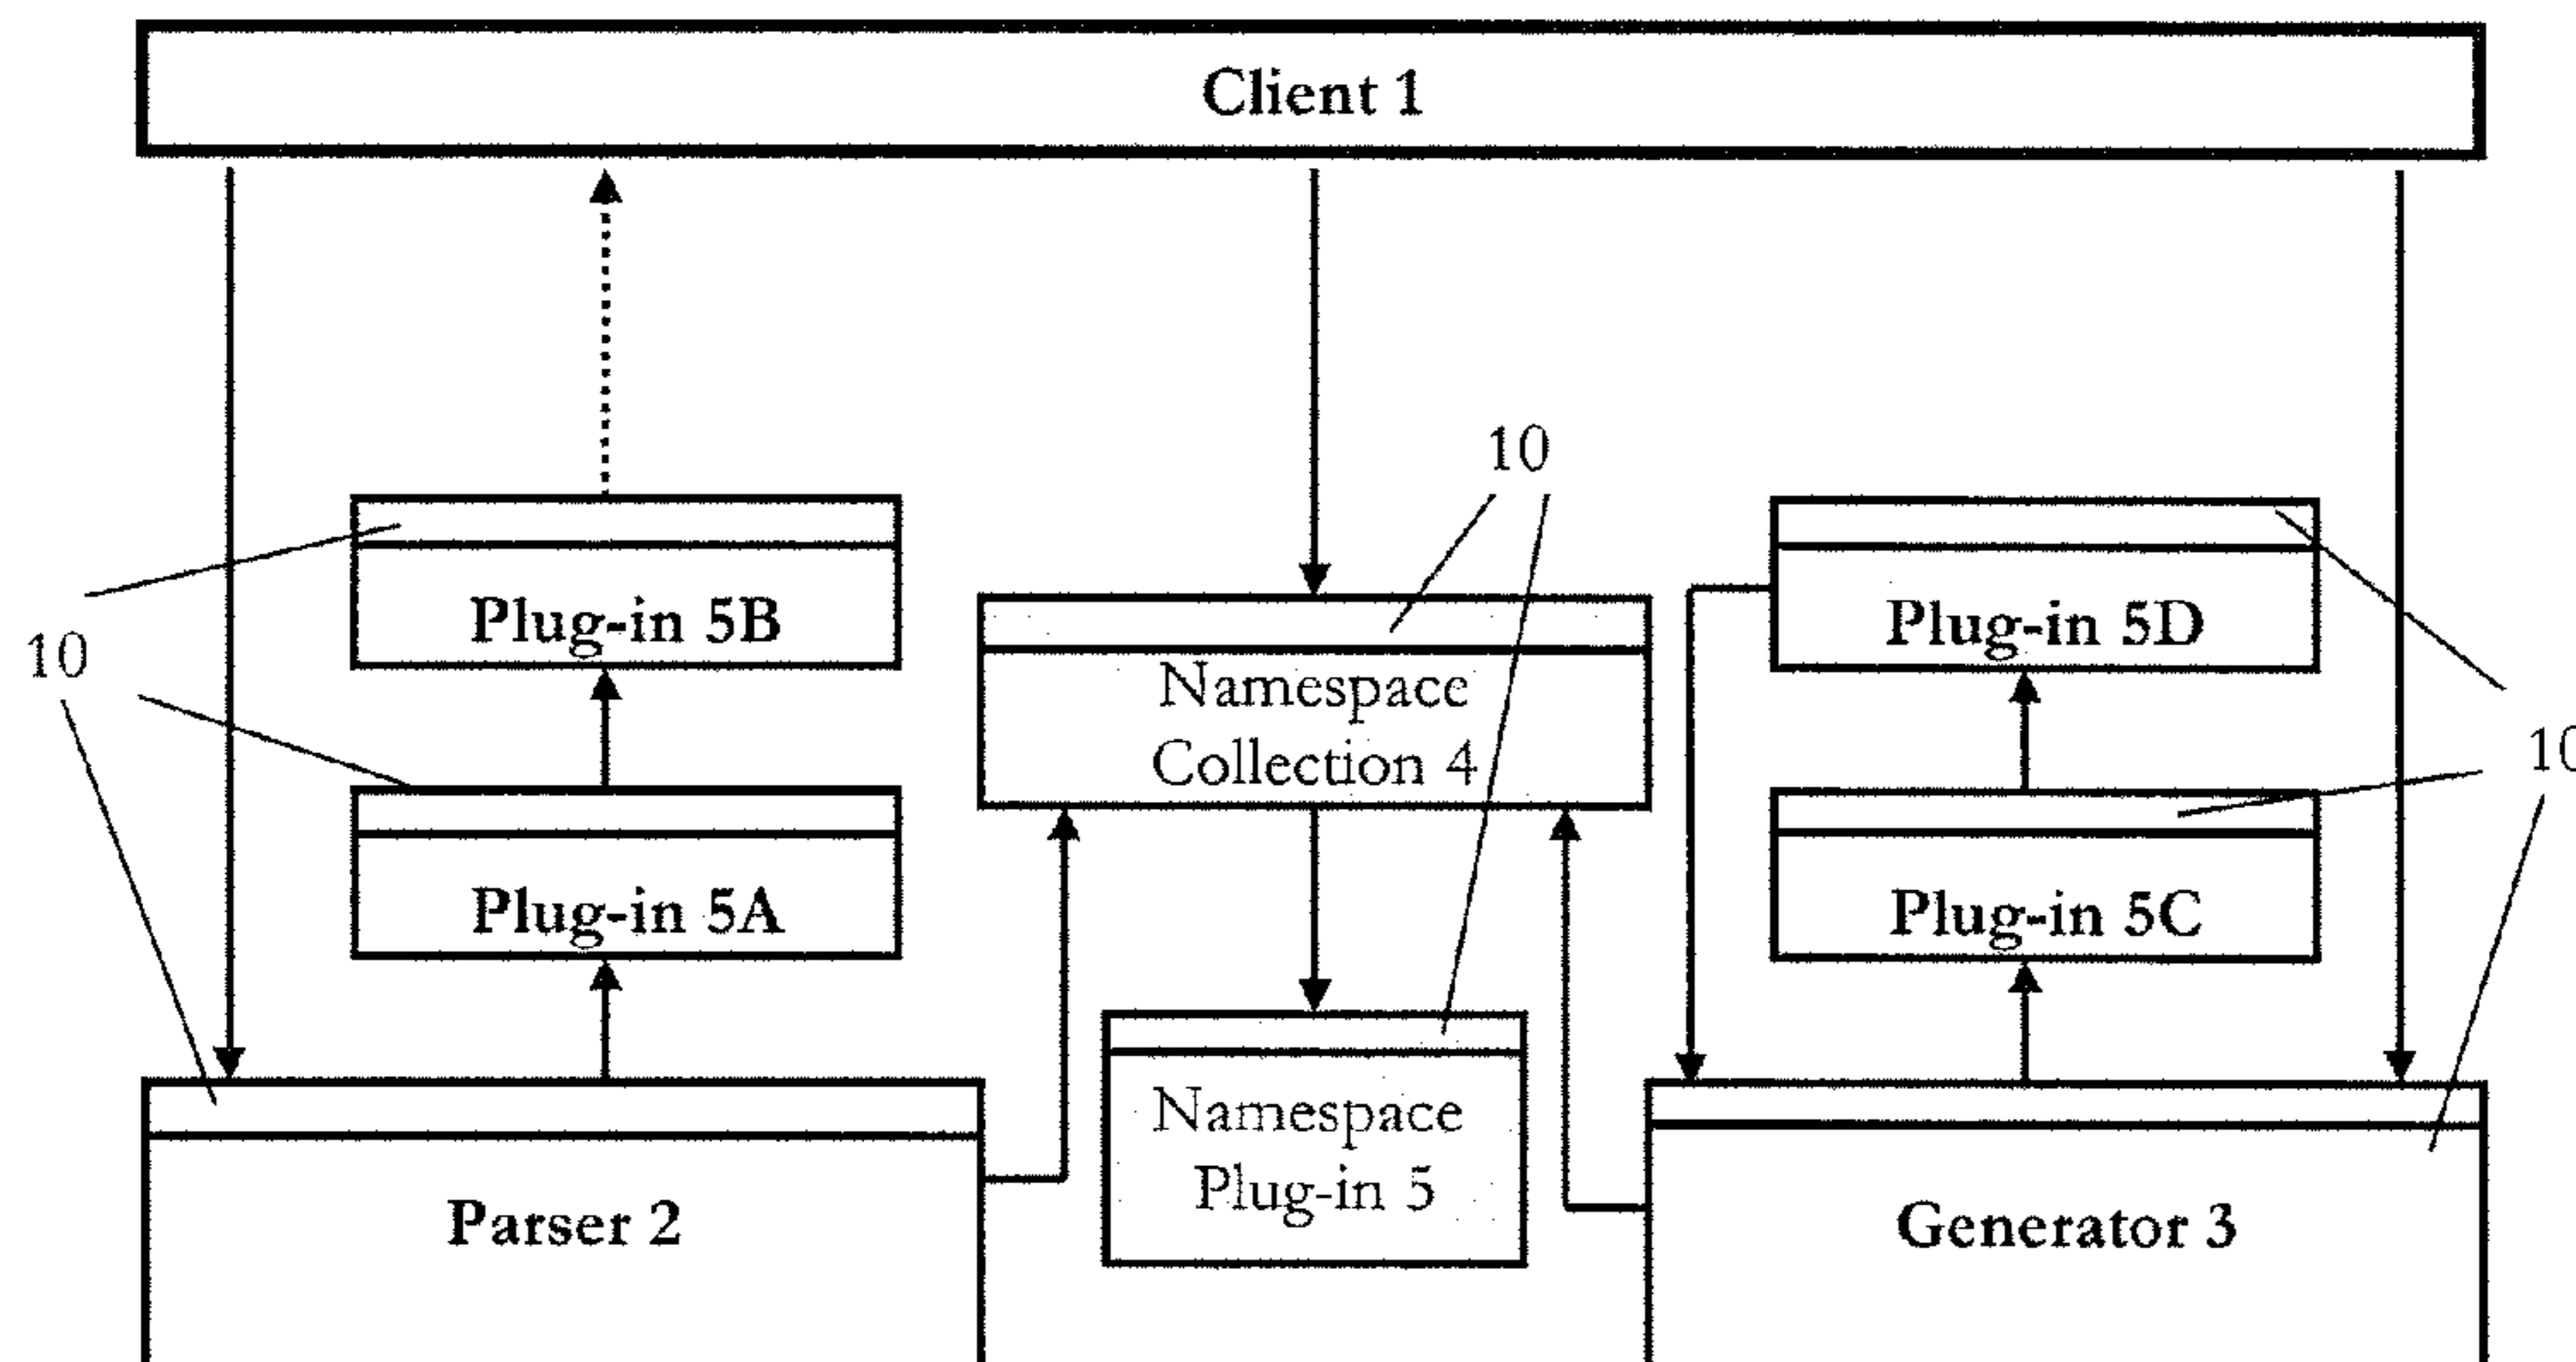 Client 1
10
Plug-in 5B
Plug-in 5D
10
Namespace
Collection 4
10
Plug-in 5A
Plug-in 5C
Namespace
Plug-in 5
Parser 2
Generator 3